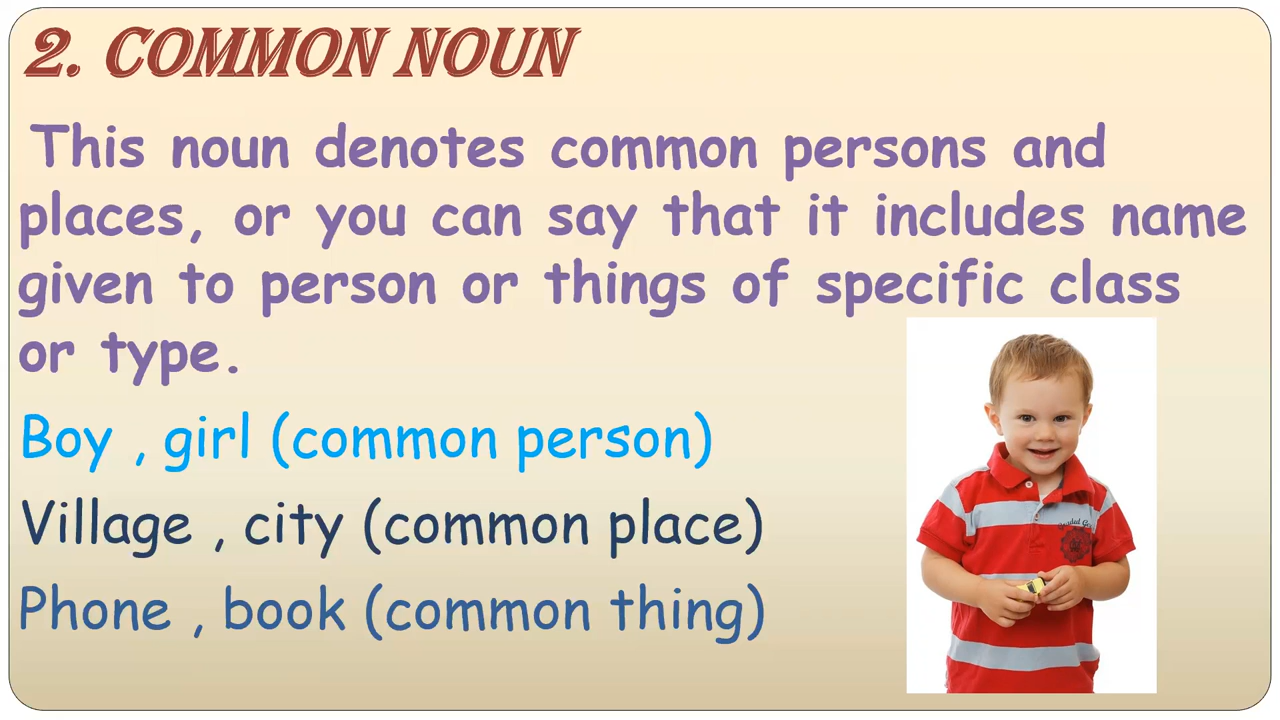 2. COMMON NOUN
This noun denotes common persons and
places, or you can say that it includes name
given to person or things of specific class
or type.
Boy , girl (common person)
Village , city (common place)
Phone , book (common thing)